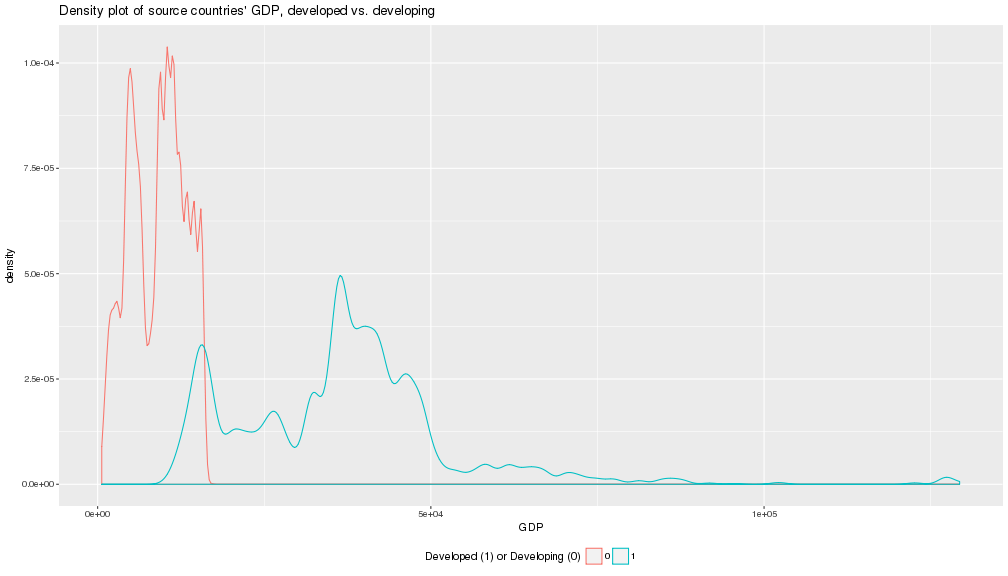 Density plot of source countries' GDP, developed vs. developing
1.0e-04
7.5e-05
5.0e-05
2.5e-05
0.0e+00
density
0e+00
5e+04
1e+05
GDP
Developed (1) or Developing (0) 0 1